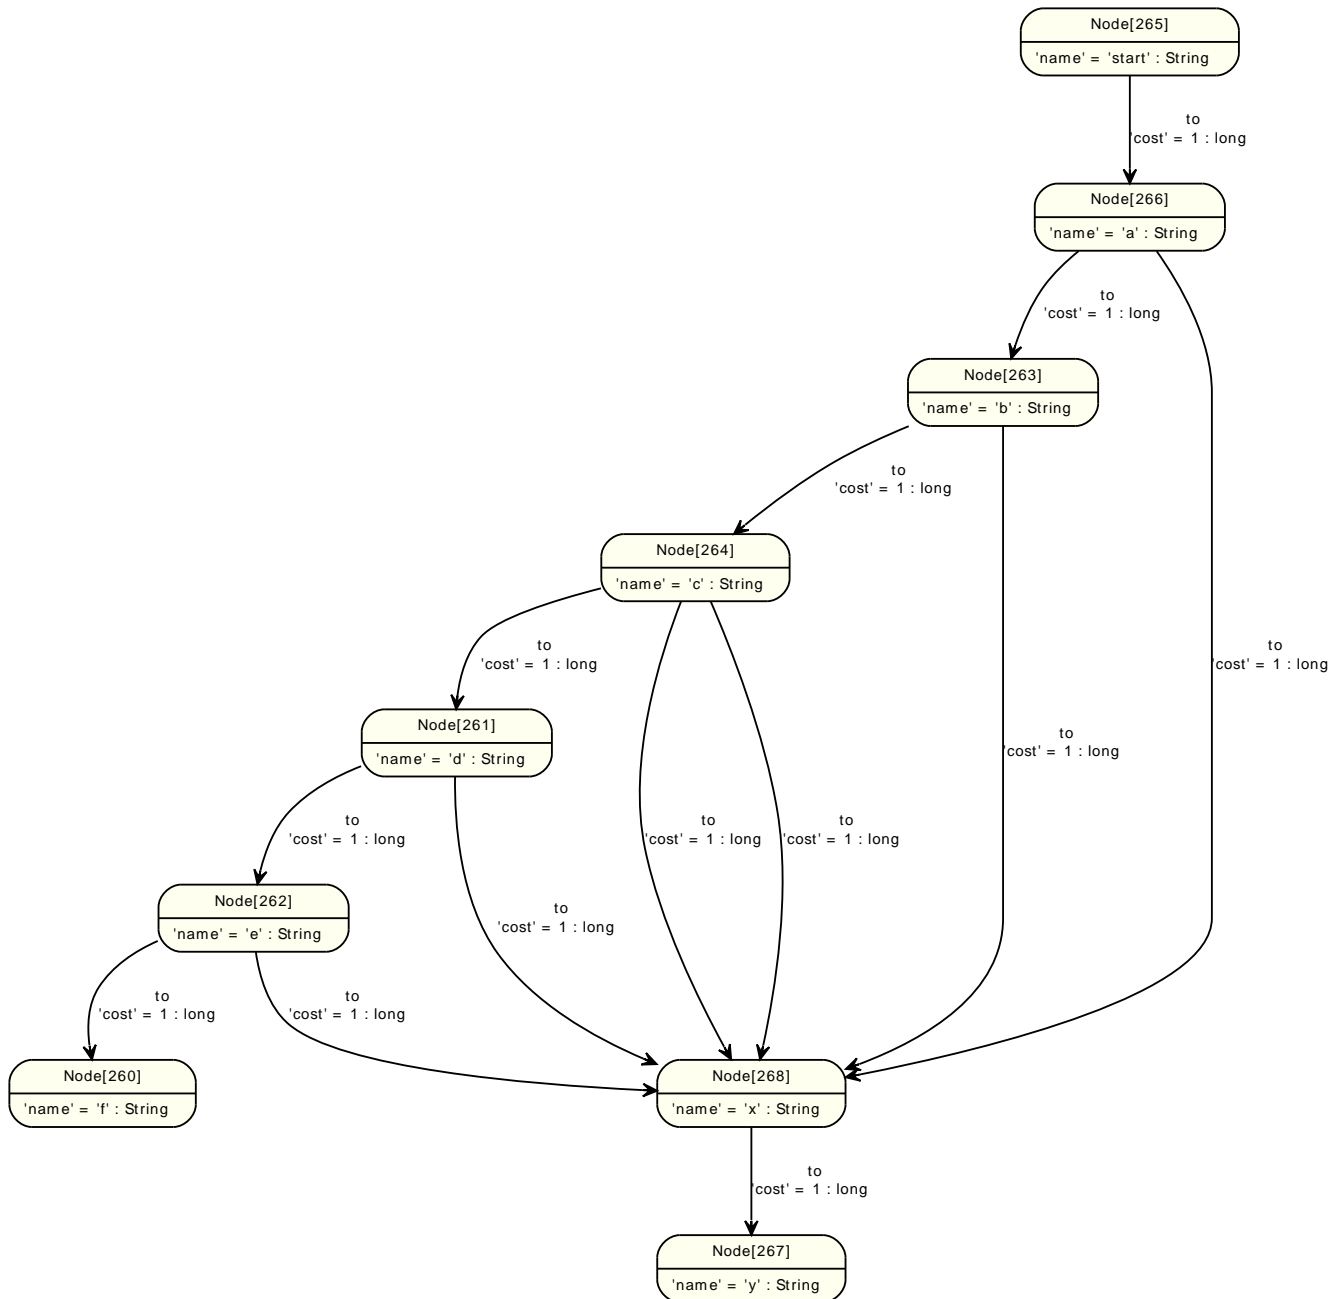 Node[265]
'name' = 'start' : String
to
'cost' = 1 : long
Node[266]
'name' = 'a' : String
to
'cost' = 1 : long
Node[263]
'name' = 'b' : String
to
'cost' = 1 : long
Node[264]
'name' = 'c' : String
to
'cost' = 1 : long
to
'cost' = 1 : long
Node[261]
'name' = 'd' : String
to
'cost' = 1 : long
to
'cost' = 1 : long
to
'cost' = 1 : long
to
'cost' = 1 : long
Node[262]
'name' = 'e' : String
to
'cost' = 1 : long
to
'cost' = 1 : long
to
'cost' = 1 : long
Node[260]
'name' = 'f' : String
Node[268]
'name' = 'x' : String
to
'cost' = 1 : long
Node[267]
'name' = 'y' : String